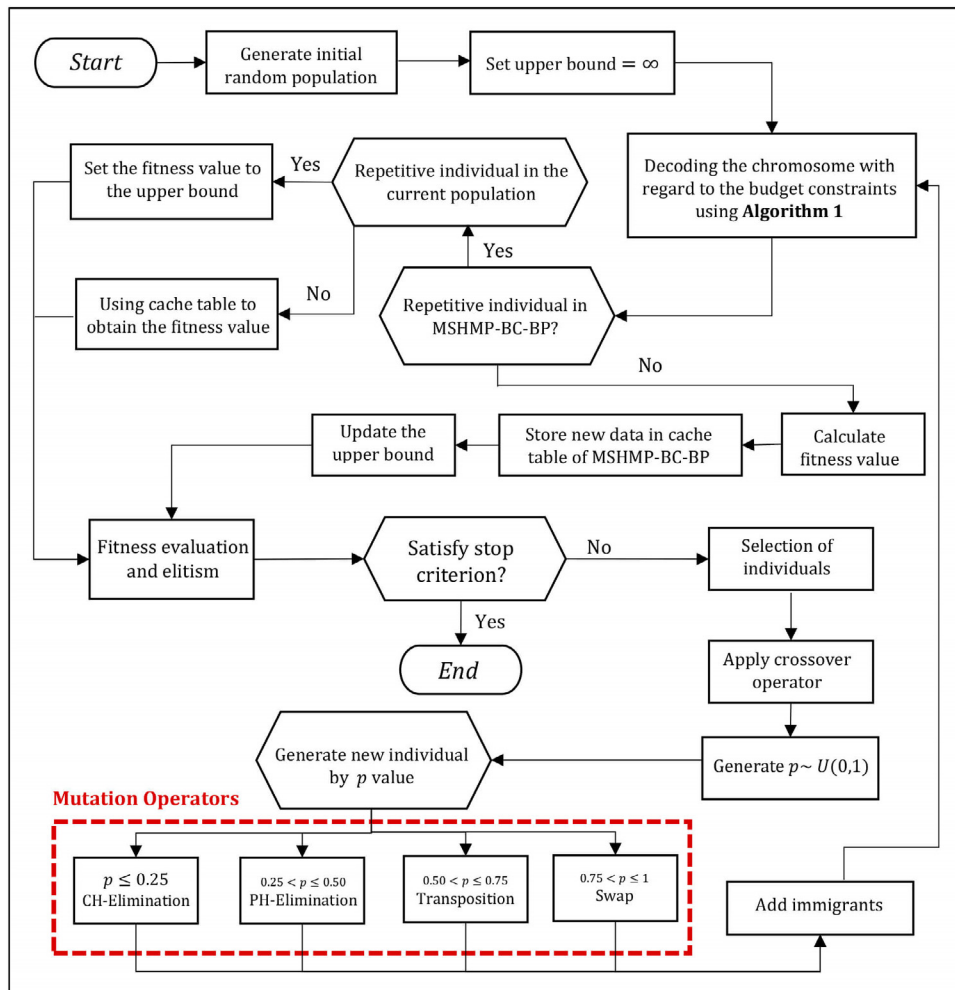 Start
Generate initial
random population
Set upper bound = ∞
Decoding the chromosome with
regard to the budget constraints
using Algorithm 1
Repetitive individual in the
current population
Yes
Set the fitness value to
the upper bound
Yes
No
Using cache table to
obtain the fitness value
Repetitive individual in
MSHMP-BC-BP?
No
Calculate
fitness value
Store new data in cache
table of MSHMP-BC-BP
Update the
upper bound
Fitness evaluation
and elitism
Satisfy stop
criterion?
No
Selection of
individuals
Yes
End
Apply crossover
operator
Generate p~ U(0,1)
Generate new individual
by p value
Mutation Operators
p ≤ 0.25
CH-Elimination
0.25 < p ≤ 0.50
PH-Elimination
0.50 < p ≤ 0.75
Transposition
0.75 < p ≤ 1
Swap
Add immigrants